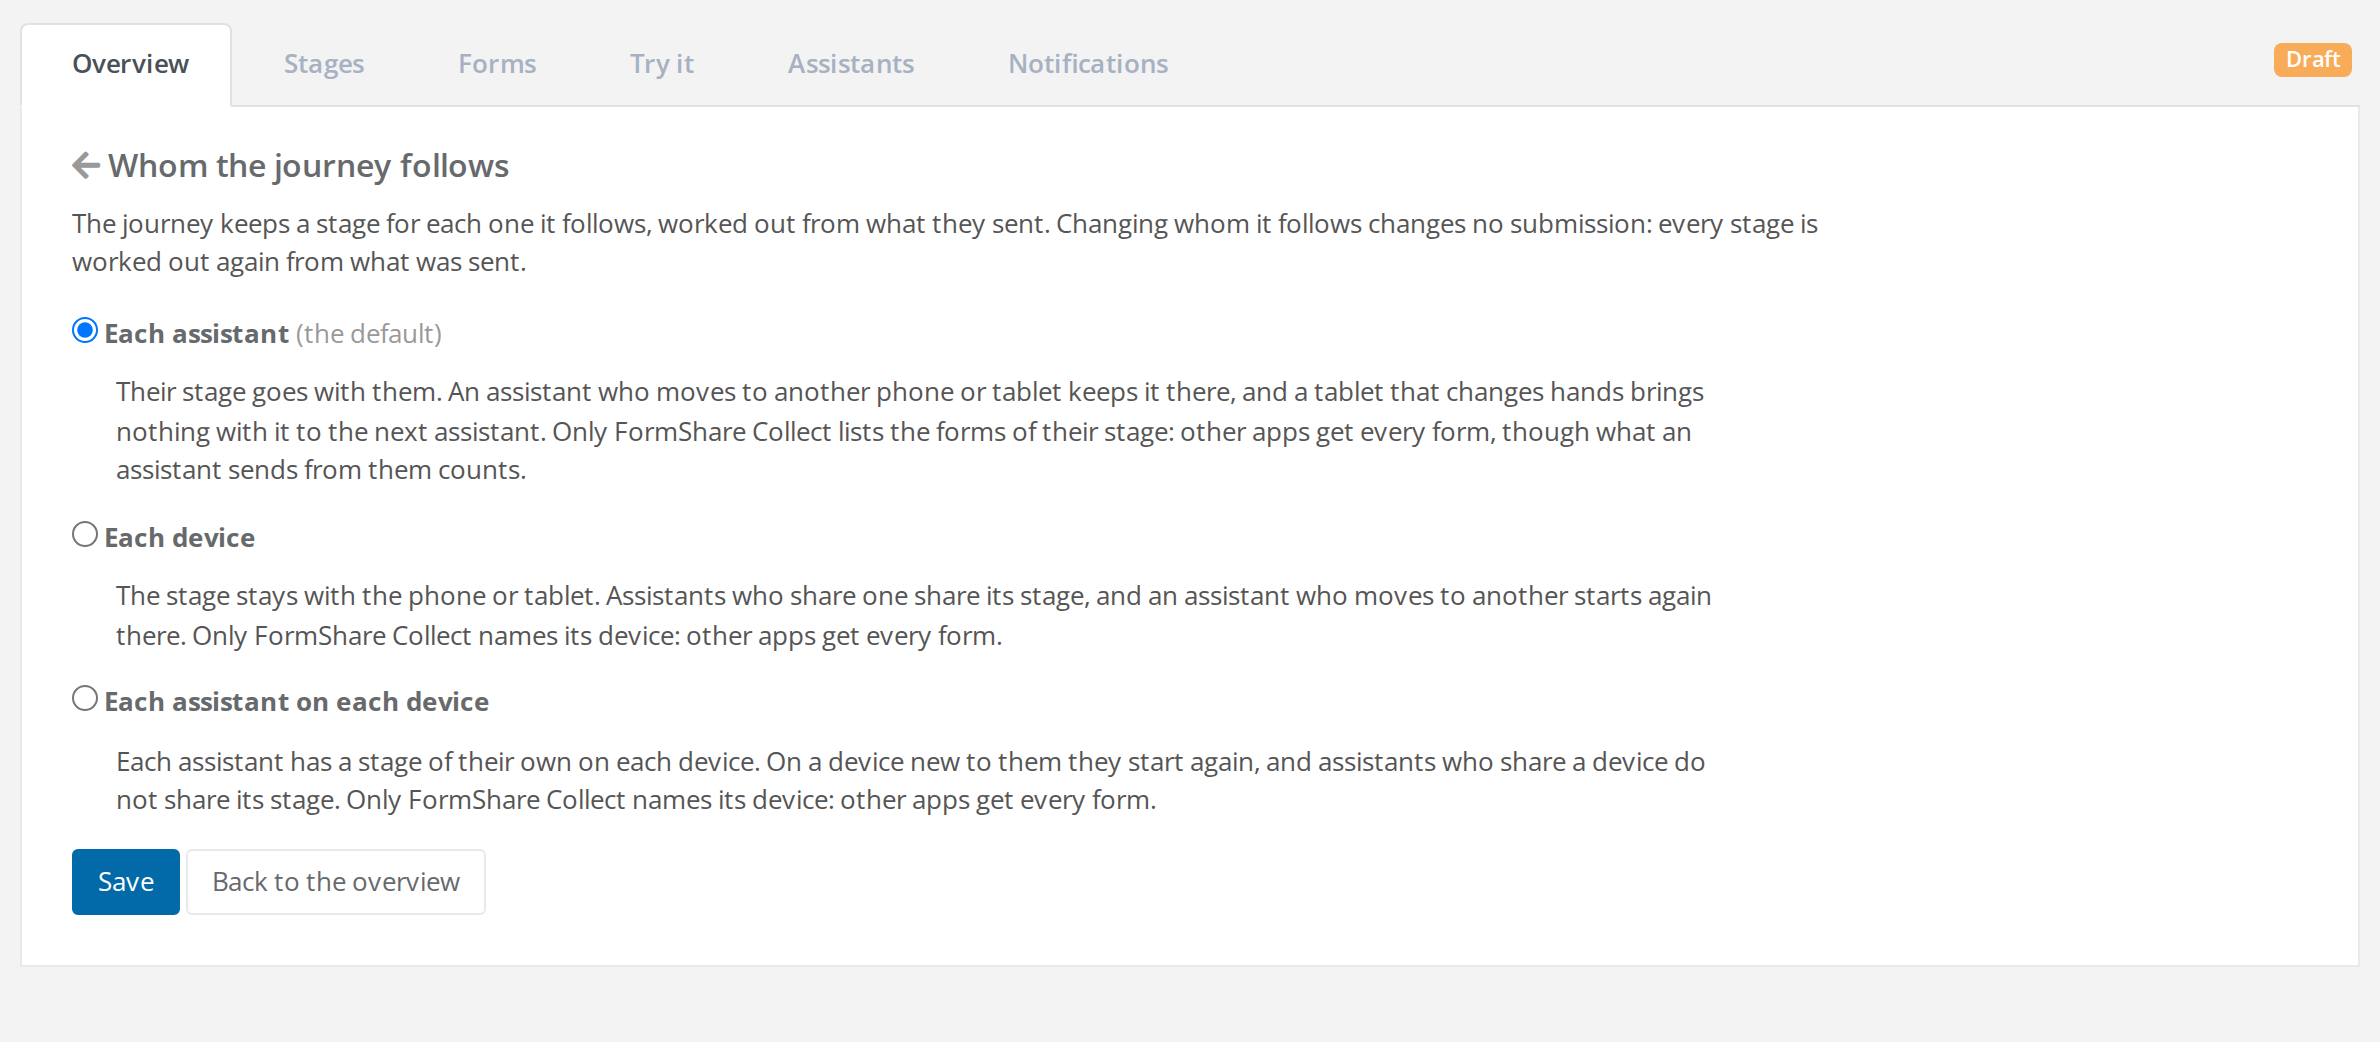 Overview
Stages
Forms
Try it
Assistants
Notifications
Draft
Whom the journey follows
The journey keeps a stage for each one it follows, worked out from what they sent. Changing whom it follows changes no submission: every stage is
worked out again from what was sent.
Each assistant (the default)
Their stage goes with them. An assistant who moves to another phone or tablet keeps it there, and a tablet that changes hands brings
nothing with it to the next assistant. Only FormShare Collect lists the forms of their stage: other apps get every form, though what an
assistant sends from them counts.
Each device
The stage stays with the phone or tablet. Assistants who share one share its stage, and an assistant who moves to another starts again
there. Only FormShare Collect names its device: other apps get every form.
Each assistant on each device
Each assistant has a stage of their own on each device. On a device new to them they start again, and assistants who share a device do
not share its stage. Only FormShare Collect names its device: other apps get every form.
Save
Back to the overview